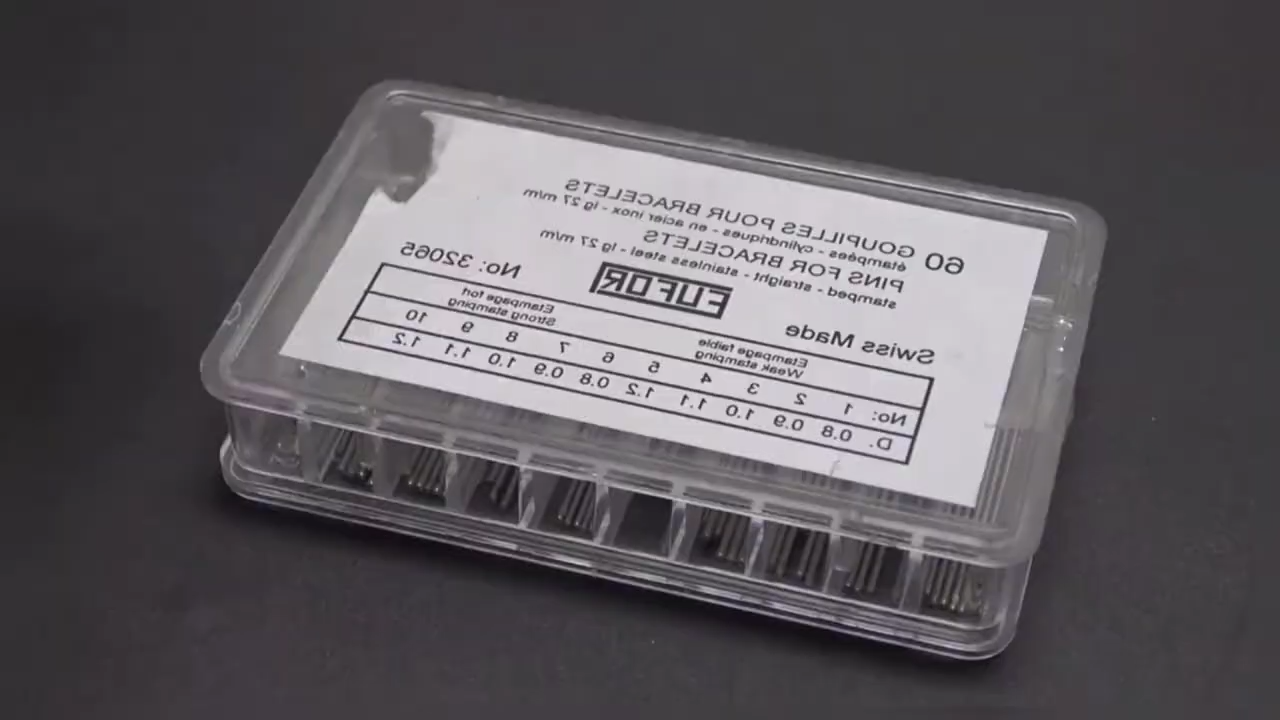 60 GOUPILLES POUR BRACELETS
étampées - cylindriques - en acier inox - lg 27 m/m
PINS FOR BRACELETS
stamped - straight - stainless steel - lg 27 m/m
FUFOR
No: 32065
Swiss Made
Etampage faible
Weak stamping
Etampage fort
Strong stamping
No: 1 2 3 4 5 6 7 8 9 10
D. 0.8 0.9 1.0 1.1 1.2 0.8 0.9 1.0 1.1 1.2